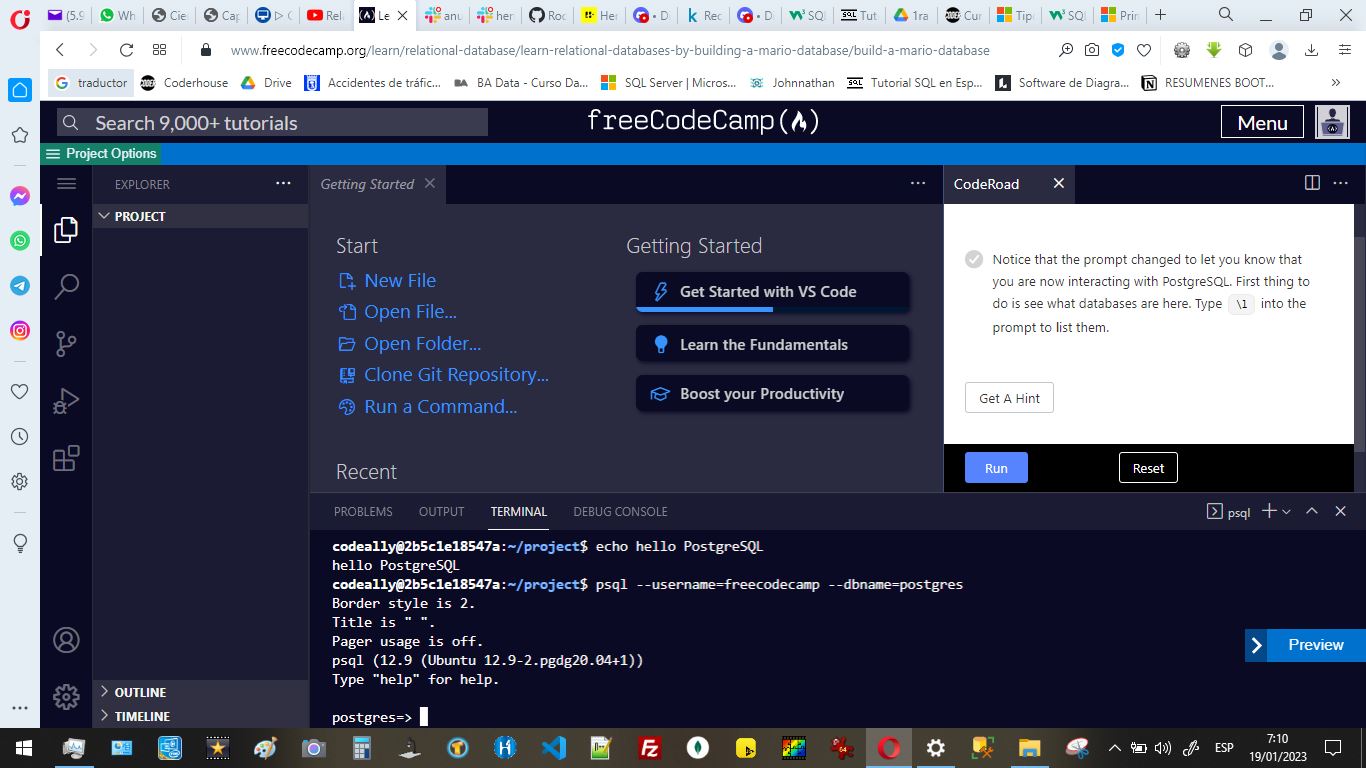 (5.9
Wh
Cie
Cap
▷ C
Rel
Le
anu
her
Roc
Her
• D
Rec
• D
SQ
Tut
1ra
Cur
Tip
SQ
Prin
www.freecodecamp.org/learn/relational-database/learn-relational-databases-by-building-a-mario-database/build-a-mario-database
traductor
Coderhouse
Drive
Accidentes de tráfic...
BA Data - Curso Da...
SQL Server | Micros...
Johnnathan
Tutorial SQL en Esp...
Software de Diagra...
RESUMENES BOOT...
Search 9,000+ tutorials
freeCodeCamp
Menu
Project Options
EXPLORER
Getting Started
CodeRoad
PROJECT
Start
New File
Open File...
Open Folder...
Clone Git Repository...
Run a Command...
Recent
Getting Started
Get Started with VS Code
Learn the Fundamentals
Boost your Productivity
Notice that the prompt changed to let you know that
you are now interacting with PostgreSQL. First thing to
do is see what databases are here. Type \l into the
prompt to list them.
Get A Hint
Run
Reset
PROBLEMS
OUTPUT
TERMINAL
DEBUG CONSOLE
psql
codeally@2b5c1e18547a:~/project$ echo hello PostgreSQL
hello PostgreSQL
codeally@2b5c1e18547a:~/project$ psql --username=freecodecamp --dbname=postgres
Border style is 2.
Title is " ".
Pager usage is off.
psql (12.9 (Ubuntu 12.9-2.pgdg20.04+1))
Type "help" for help.
postgres=>
Preview
OUTLINE
TIMELINE
ESP
7:10
19/01/2023